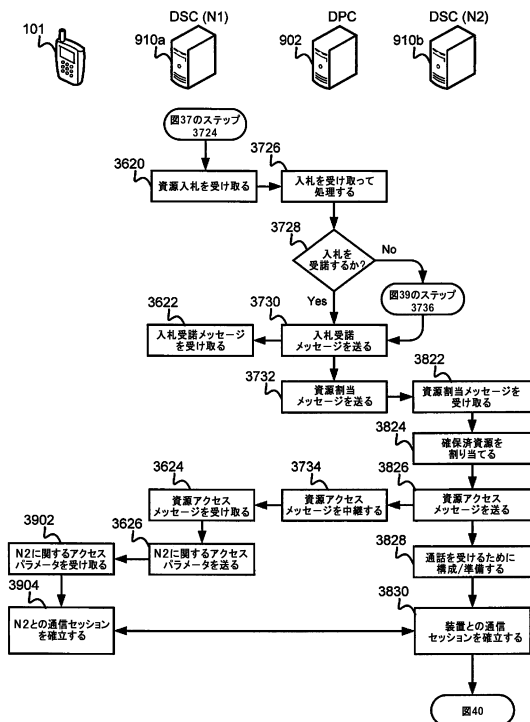 DSC (N1)
DPC
DSC (N2)
101
910a
902
910b
図37のステップ
3724
3726
3620
資源入札を受け取る
入札を受け取って
処理する
3728
入札を
受諾するか?
No
Yes
図39のステップ
3736
3622
3730
入札受諾メッセージ
を受け取る
入札受諾
メッセージを送る
3732
3822
資源割当
メッセージを送る
資源割当メッセージを
受け取る
3824
確保済資源を
割り当てる
3624
3734
3826
資源アクセス
メッセージを受け取る
資源アクセス
メッセージを中継する
資源アクセス
メッセージを送る
3902
3626
3828
N2に関するアクセス
パラメータを受け取る
N2に関するアクセス
パラメータを送る
通話を受けるために
構成/準備する
3904
3830
N2との通信セッション
を確立する
装置との通信
セッションを確立する
図40